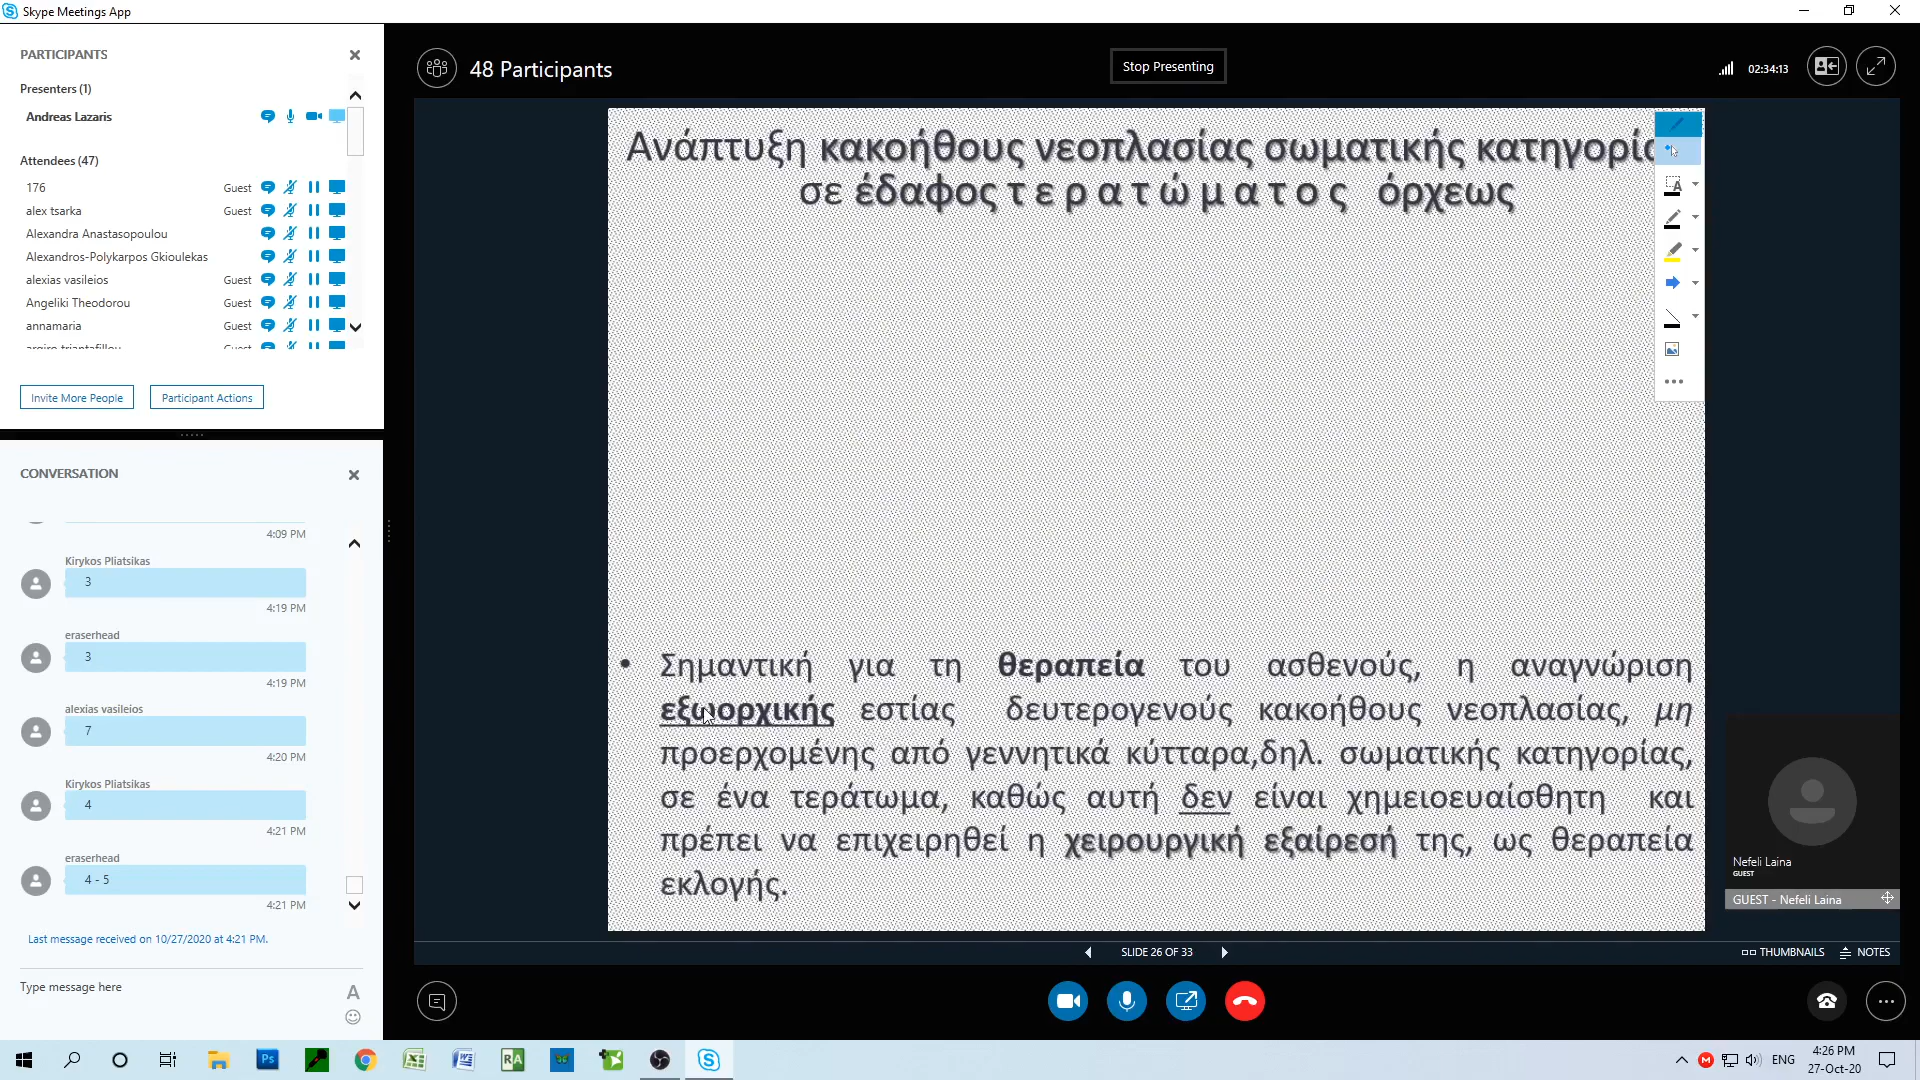 Skype Meetings App
PARTICIPANTS
Presenters (1)
Andreas Lazaris
Attendees (47)
176 Guest
alex tsarka Guest
Alexandra Anastasopoulou
Alexandros-Polykarpos Gkioulekas
alexias vasileios Guest
Angeliki Theodorou Guest
annamaria Guest
Invite More People
Participant Actions
CONVERSATION
4:09 PM
Kirykos Pliatsikas
3
4:19 PM
eraserhead
3
4:19 PM
alexias vasileios
7
4:20 PM
Kirykos Pliatsikas
4
4:21 PM
eraserhead
4 - 5
4:21 PM
Last message received on 10/27/2020 at 4:21 PM.
Type message here
48 Participants
Stop Presenting
02:34:13
Ανάπτυξη κακοήθους νεοπλασίας σωματικής
σε έδαφος τερατώματος όρχεως
• Σημαντική για τη θεραπεία του ασθενούς, η αναγνώριση
εξωορχικής εστίας δευτερογενούς κακοήθους νεοπλασίας, μη
προερχομένης από γεννητικά κύτταρα,δηλ. σωματικής κατηγορίας,
σε ένα τεράτωμα, καθώς αυτή δεν είναι χημειοευαίσθητη και
πρέπει να επιχειρηθεί η χειρουργική εξαίρεσή της, ως θεραπεία
εκλογής.
Nefeli Laina
GUEST
GUEST - Nefeli Laina
SLIDE 26 OF 33
THUMBNAILS
NOTES
ENG
4:26 PM
27-Oct-20